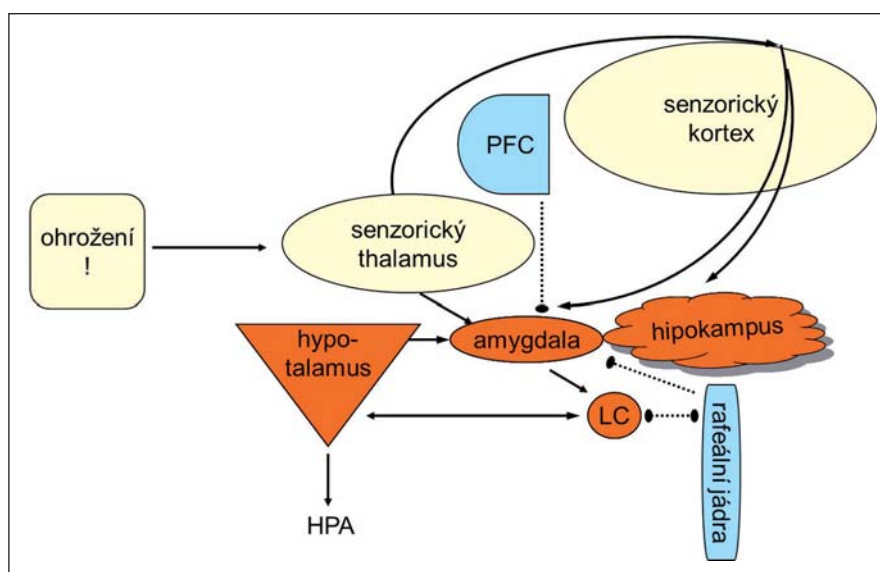 senzorický
kortex
PFC
ohrožení
!
senzorický
thalamus
hypo-
talamus
amygdala
hipokampus
LC
rafeální jádra
HPA